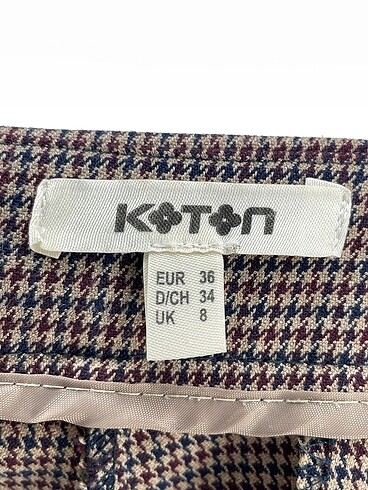 KOTON
EUR 36
D/CH 34
UK 8